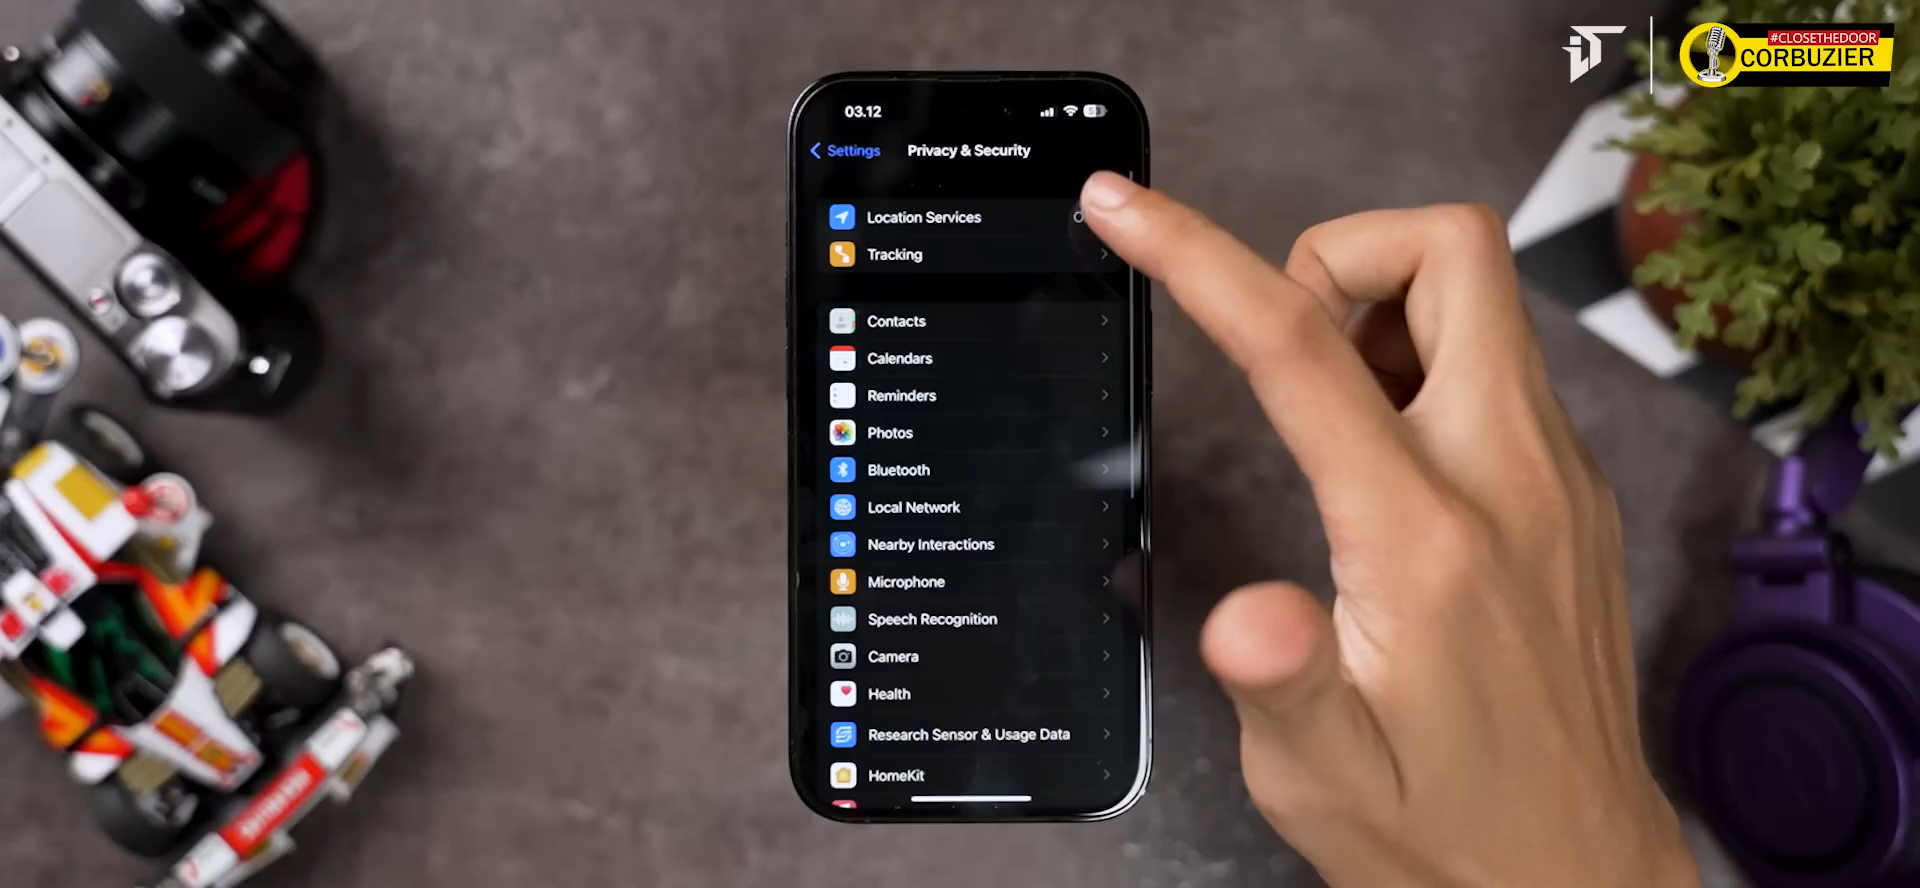 #CLOSETHEDOOR
CORBUZIER
03.12
Settings
Privacy & Security
Location Services
Tracking
Contacts
Calendars
Reminders
Photos
Bluetooth
Local Network
Nearby Interactions
Microphone
Speech Recognition
Camera
Health
Research Sensor & Usage Data
HomeKit